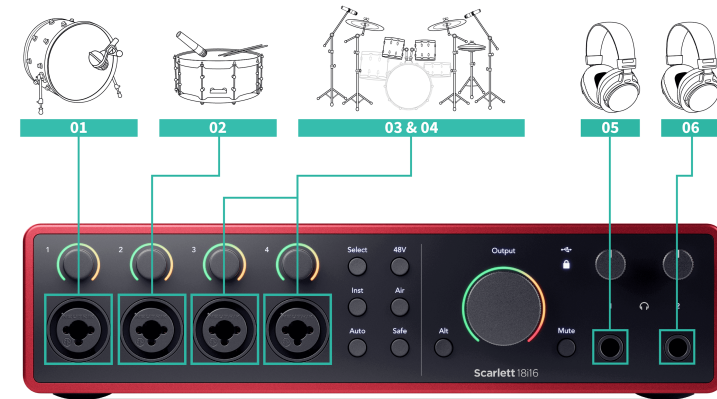 01
02
03 & 04
05
06
1
2
3
4
Select
48V
Inst
Air
Auto
Safe
Output
Alt
Mute
1
2
Scarlett 18i16